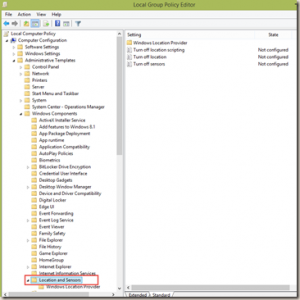 Local Group Policy Editor
File Action View Help
Local Computer Policy
Computer Configuration
Software Settings
Windows Settings
Administrative Templates
Control Panel
Network
Printers
Server
Start Menu and Taskbar
System
System Center - Operations Manager
Windows Components
ActiveX Installer Service
Add features to Windows 8.1
App Package Deployment
App runtime
Application Compatibility
AutoPlay Policies
Biometrics
BitLocker Drive Encryption
Credential User Interface
Desktop Gadgets
Desktop Window Manager
Device and Driver Compatibility
Digital Locker
Edge UI
Event Forwarding
Event Log Service
Event Viewer
Family Safety
File Explorer
File History
Game Explorer
HomeGroup
Internet Explorer
Internet Information Services
Location and Sensors
Windows Location Provider
Setting State
Windows Location Provider
Turn off location scripting Not configured
Turn off location Not configured
Turn off sensors Not configured
Extended Standard